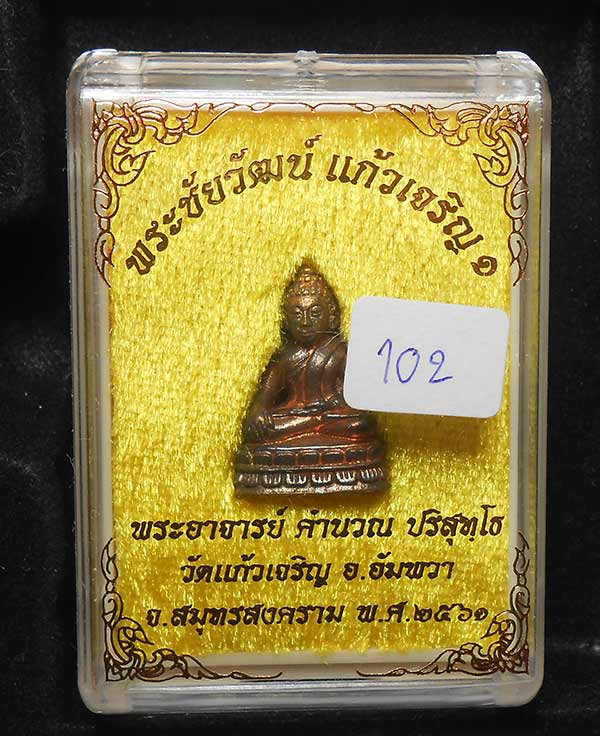 พระชัยวัฒน์ แก้วเจริญ ๑
102
พระอาจารย์ คำนวณ ปริสุทฺโธ
วัดแก้วเจริญ อ.อัมพวา
จ.สมุทรสงคราม พ.ศ.๒๕๖๑